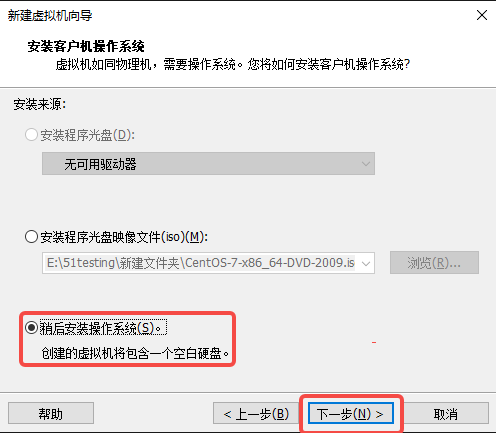 新建虚拟机向导
安装客户机操作系统
虚拟机如同物理机，需要操作系统。您将如何安装客户机操作系统?
安装来源:
安装程序光盘(D):
无可用驱动器
安装程序光盘映像文件(iso)(M):
E:\51testing\新建文件夹\CentOS-7-x86_64-DVD-2009.is
浏览(R)...
稍后安装操作系统(S)。
创建的虚拟机将包含一个空白硬盘。
帮助
< 上一步(B)
下一步(N) >
取消